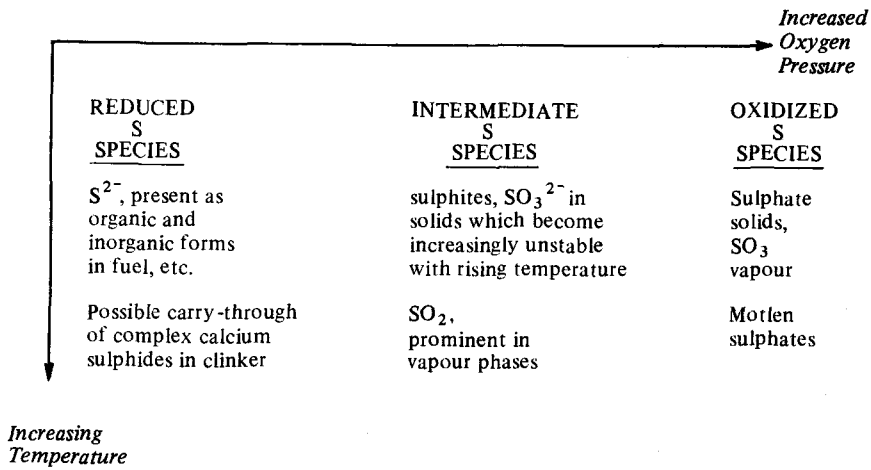 Increased
Oxygen
Pressure
REDUCED
S
SPECIES
S²⁻, present as
organic and
inorganic forms
in fuel, etc.
Possible carry-through
of complex calcium
sulphides in clinker
INTERMEDIATE
S
SPECIES
sulphites, SO₃²⁻ in
solids which become
increasingly unstable
with rising temperature
SO₂,
prominent in
vapour phases
OXIDIZED
S
SPECIES
Sulphate
solids,
SO₃
vapour
Motlen
sulphates
Increasing
Temperature